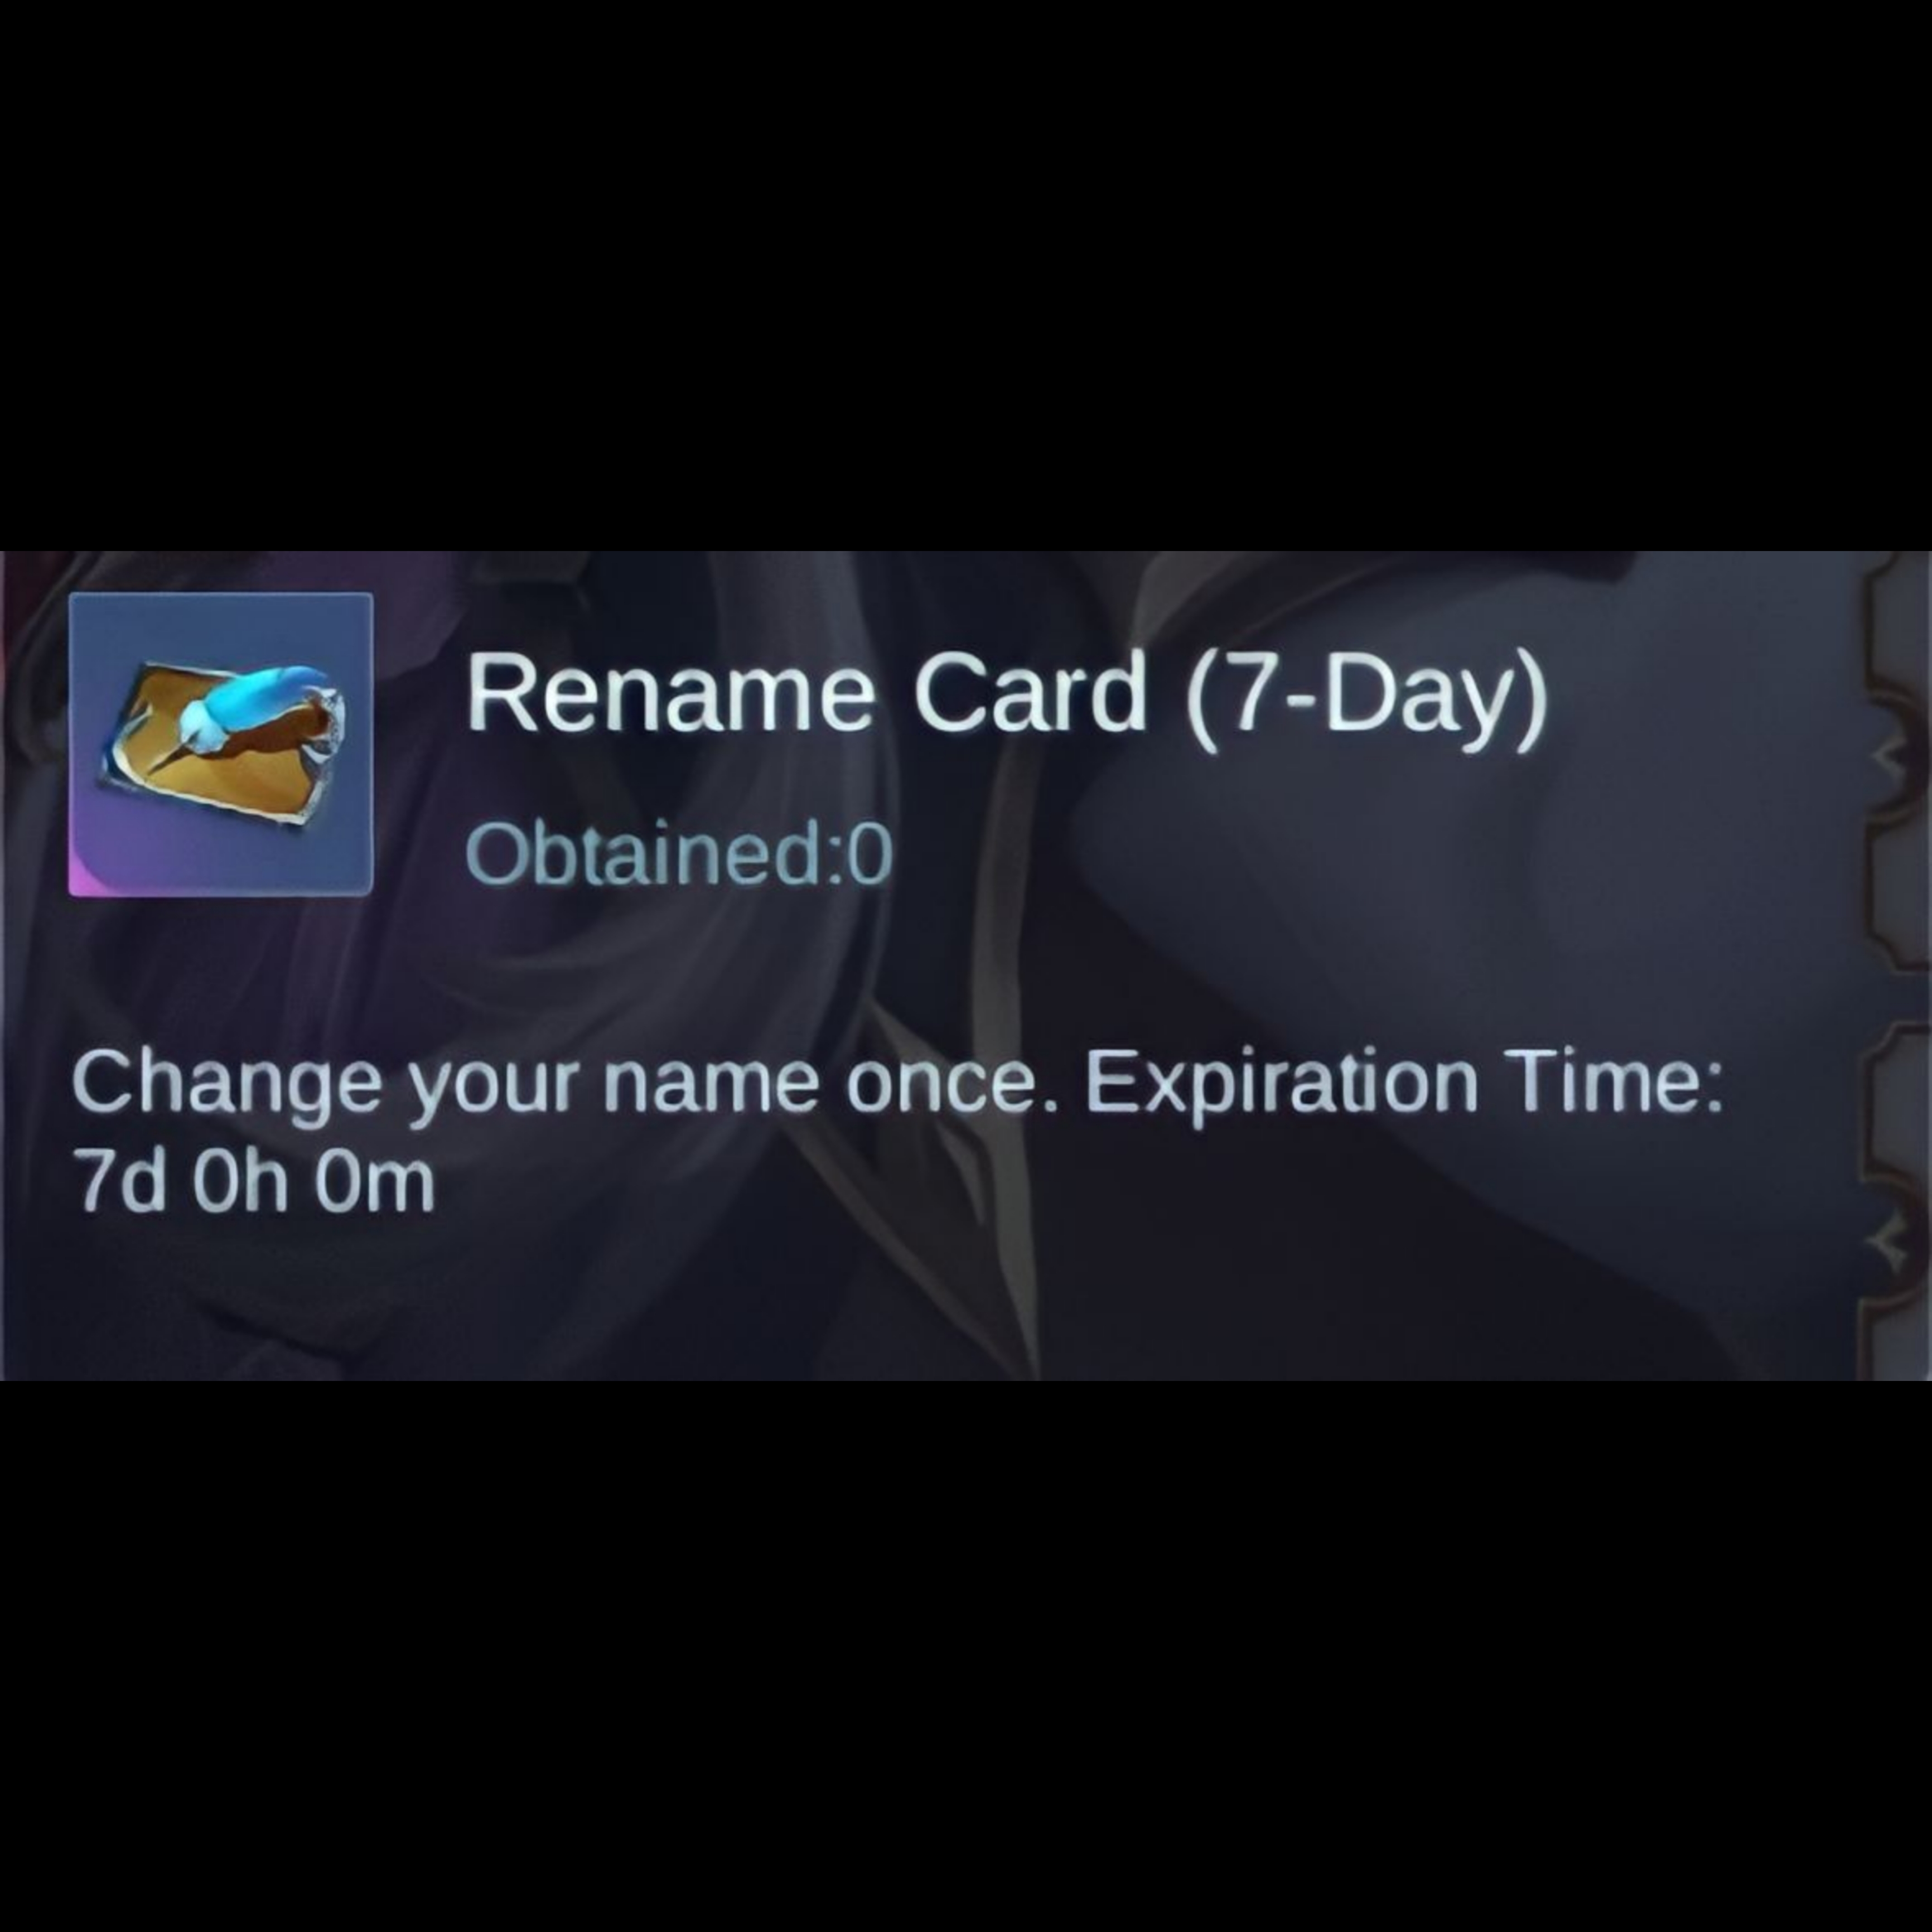 Rename Card (7-Day)
Obtained:0
Change your name once. Expiration Time:
7d 0h 0m